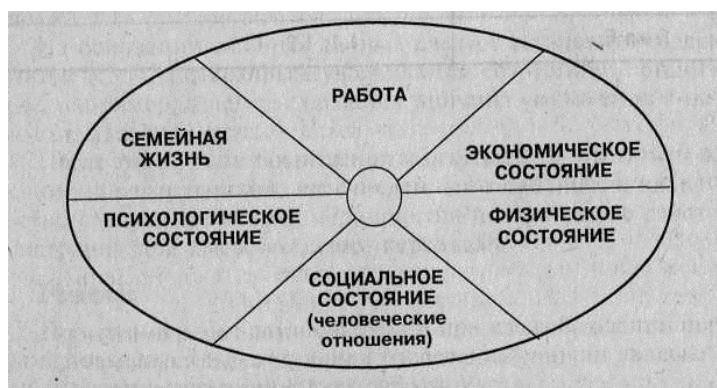 РАБОТА
СЕМЕЙНАЯ
ЖИЗНЬ
ЭКОНОМИЧЕСКОЕ
СОСТОЯНИЕ
ПСИХОЛОГИЧЕСКОЕ
СОСТОЯНИЕ
ФИЗИЧЕСКОЕ
СОСТОЯНИЕ
СОЦИАЛЬНОЕ
СОСТОЯНИЕ
(человеческие
отношения)